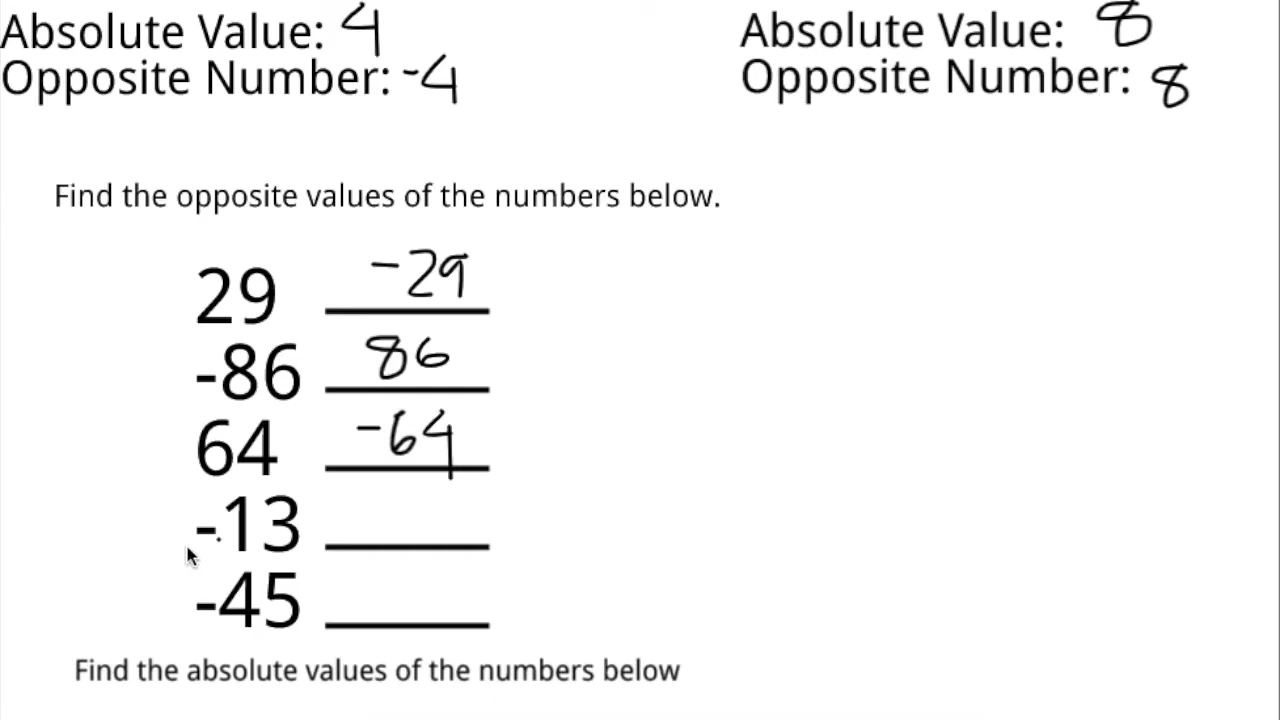 Absolute Value: 4
Opposite Number: -4
Absolute Value: 8
Opposite Number: 8
Find the opposite values of the numbers below.
29 -29
-86 86
64 -64
-13
-45
Find the absolute values of the numbers below